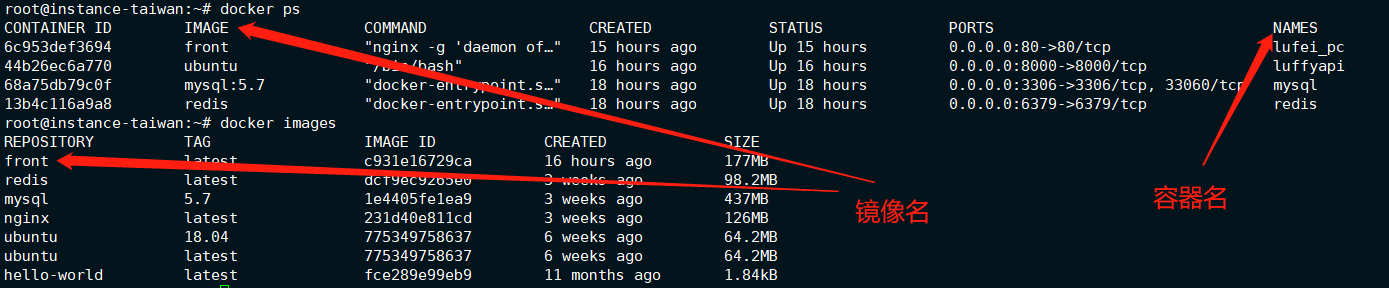 root@instance-taiwan:~# docker ps
CONTAINER ID IMAGE COMMAND CREATED STATUS PORTS NAMES
6c953def3694 front "nginx -g 'daemon of…" 15 hours ago Up 15 hours 0.0.0.0:80->80/tcp lufei_pc
44b26ec6a770 ubuntu "/bin/bash" 16 hours ago Up 16 hours 0.0.0.0:8000->8000/tcp luffyapi
68a75db79c0f mysql:5.7 "docker-entrypoint.s…" 18 hours ago Up 18 hours 0.0.0.0:3306->3306/tcp, 33060/tcp mysql
13b4c116a9a8 redis "docker-entrypoint.s…" 18 hours ago Up 18 hours 0.0.0.0:6379->6379/tcp redis
root@instance-taiwan:~# docker images
REPOSITORY TAG IMAGE ID CREATED SIZE
front latest c931e16729ca 16 hours ago 177MB
redis latest dcf9ec9265e0 3 weeks ago 98.2MB
mysql 5.7 1e4405fe1ea9 3 weeks ago 437MB
nginx latest 231d40e811cd 3 weeks ago 126MB
ubuntu 18.04 775349758637 6 weeks ago 64.2MB
ubuntu latest 775349758637 6 weeks ago 64.2MB
hello-world latest fce289e99eb9 11 months ago 1.84kB
镜像名
容器名